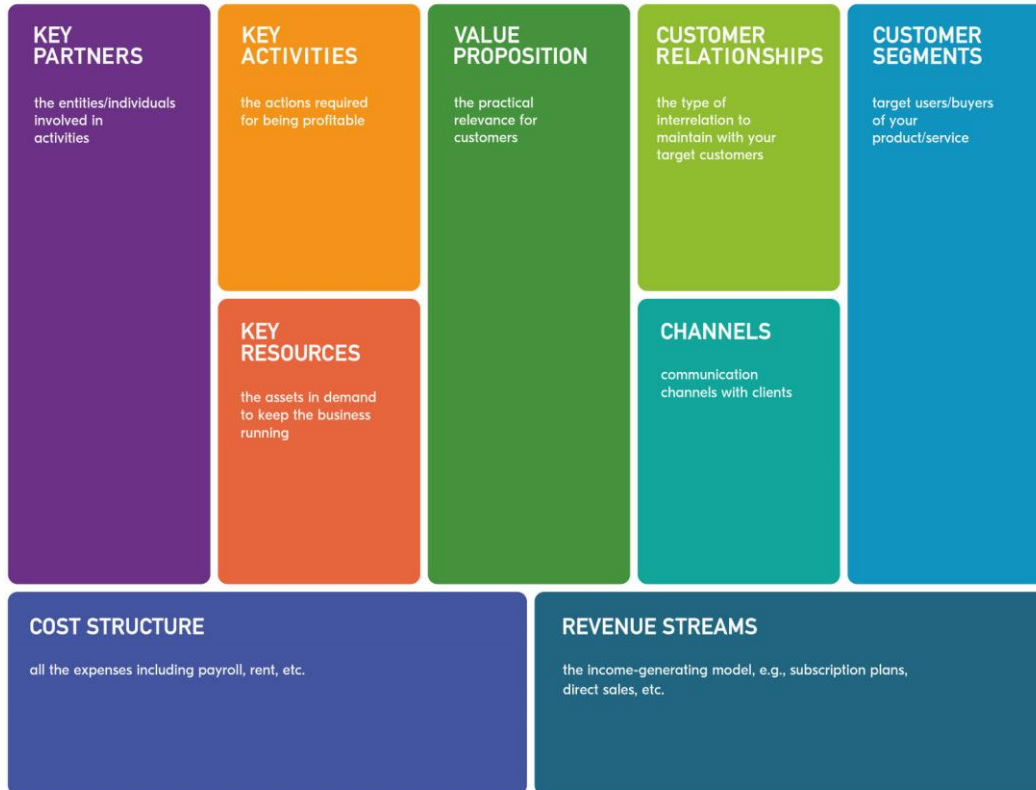 KEY
PARTNERS
the entities/individuals
involved in
activities
KEY
ACTIVITIES
the actions required
for being profitable
KEY
RESOURCES
the assets in demand
to keep the business
running
VALUE
PROPOSITION
the practical
relevance for
customers
CUSTOMER
RELATIONSHIPS
the type of
interrelation to
maintain with your
target customers
CHANNELS
communication
channels with clients
CUSTOMER
SEGMENTS
target users/buyers
of your
product/service
COST STRUCTURE
all the expenses including payroll, rent, etc.
REVENUE STREAMS
the income-generating model, e.g., subscription plans,
direct sales, etc.